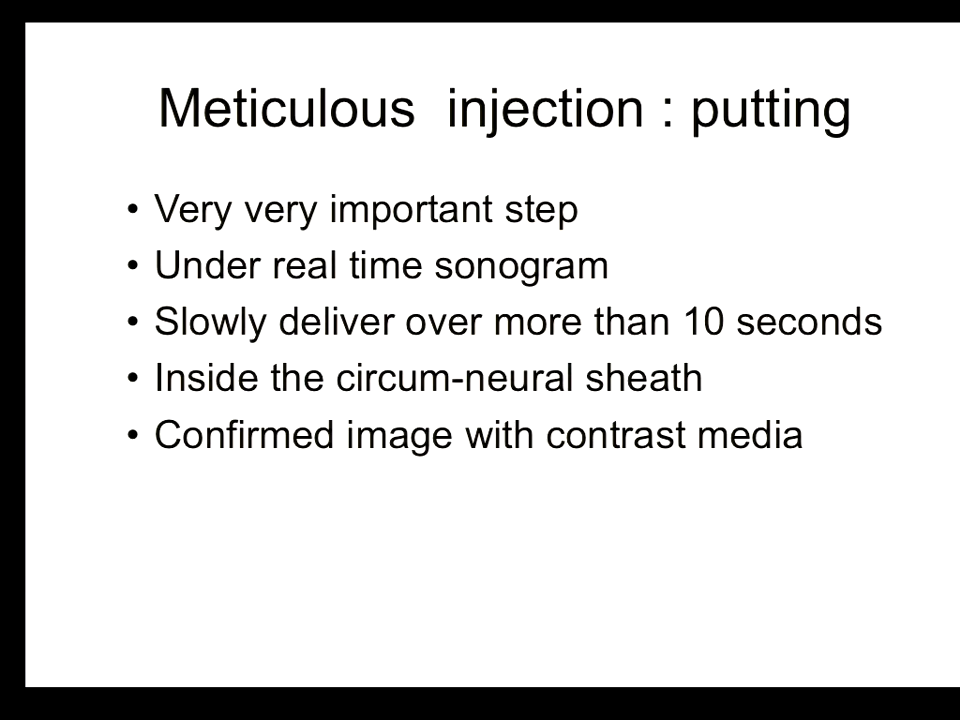 Meticulous  injection : putting
• Very very important step
• Under real time sonogram
• Slowly deliver over more than 10 seconds
• Inside the circum-neural sheath
• Confirmed image with contrast media